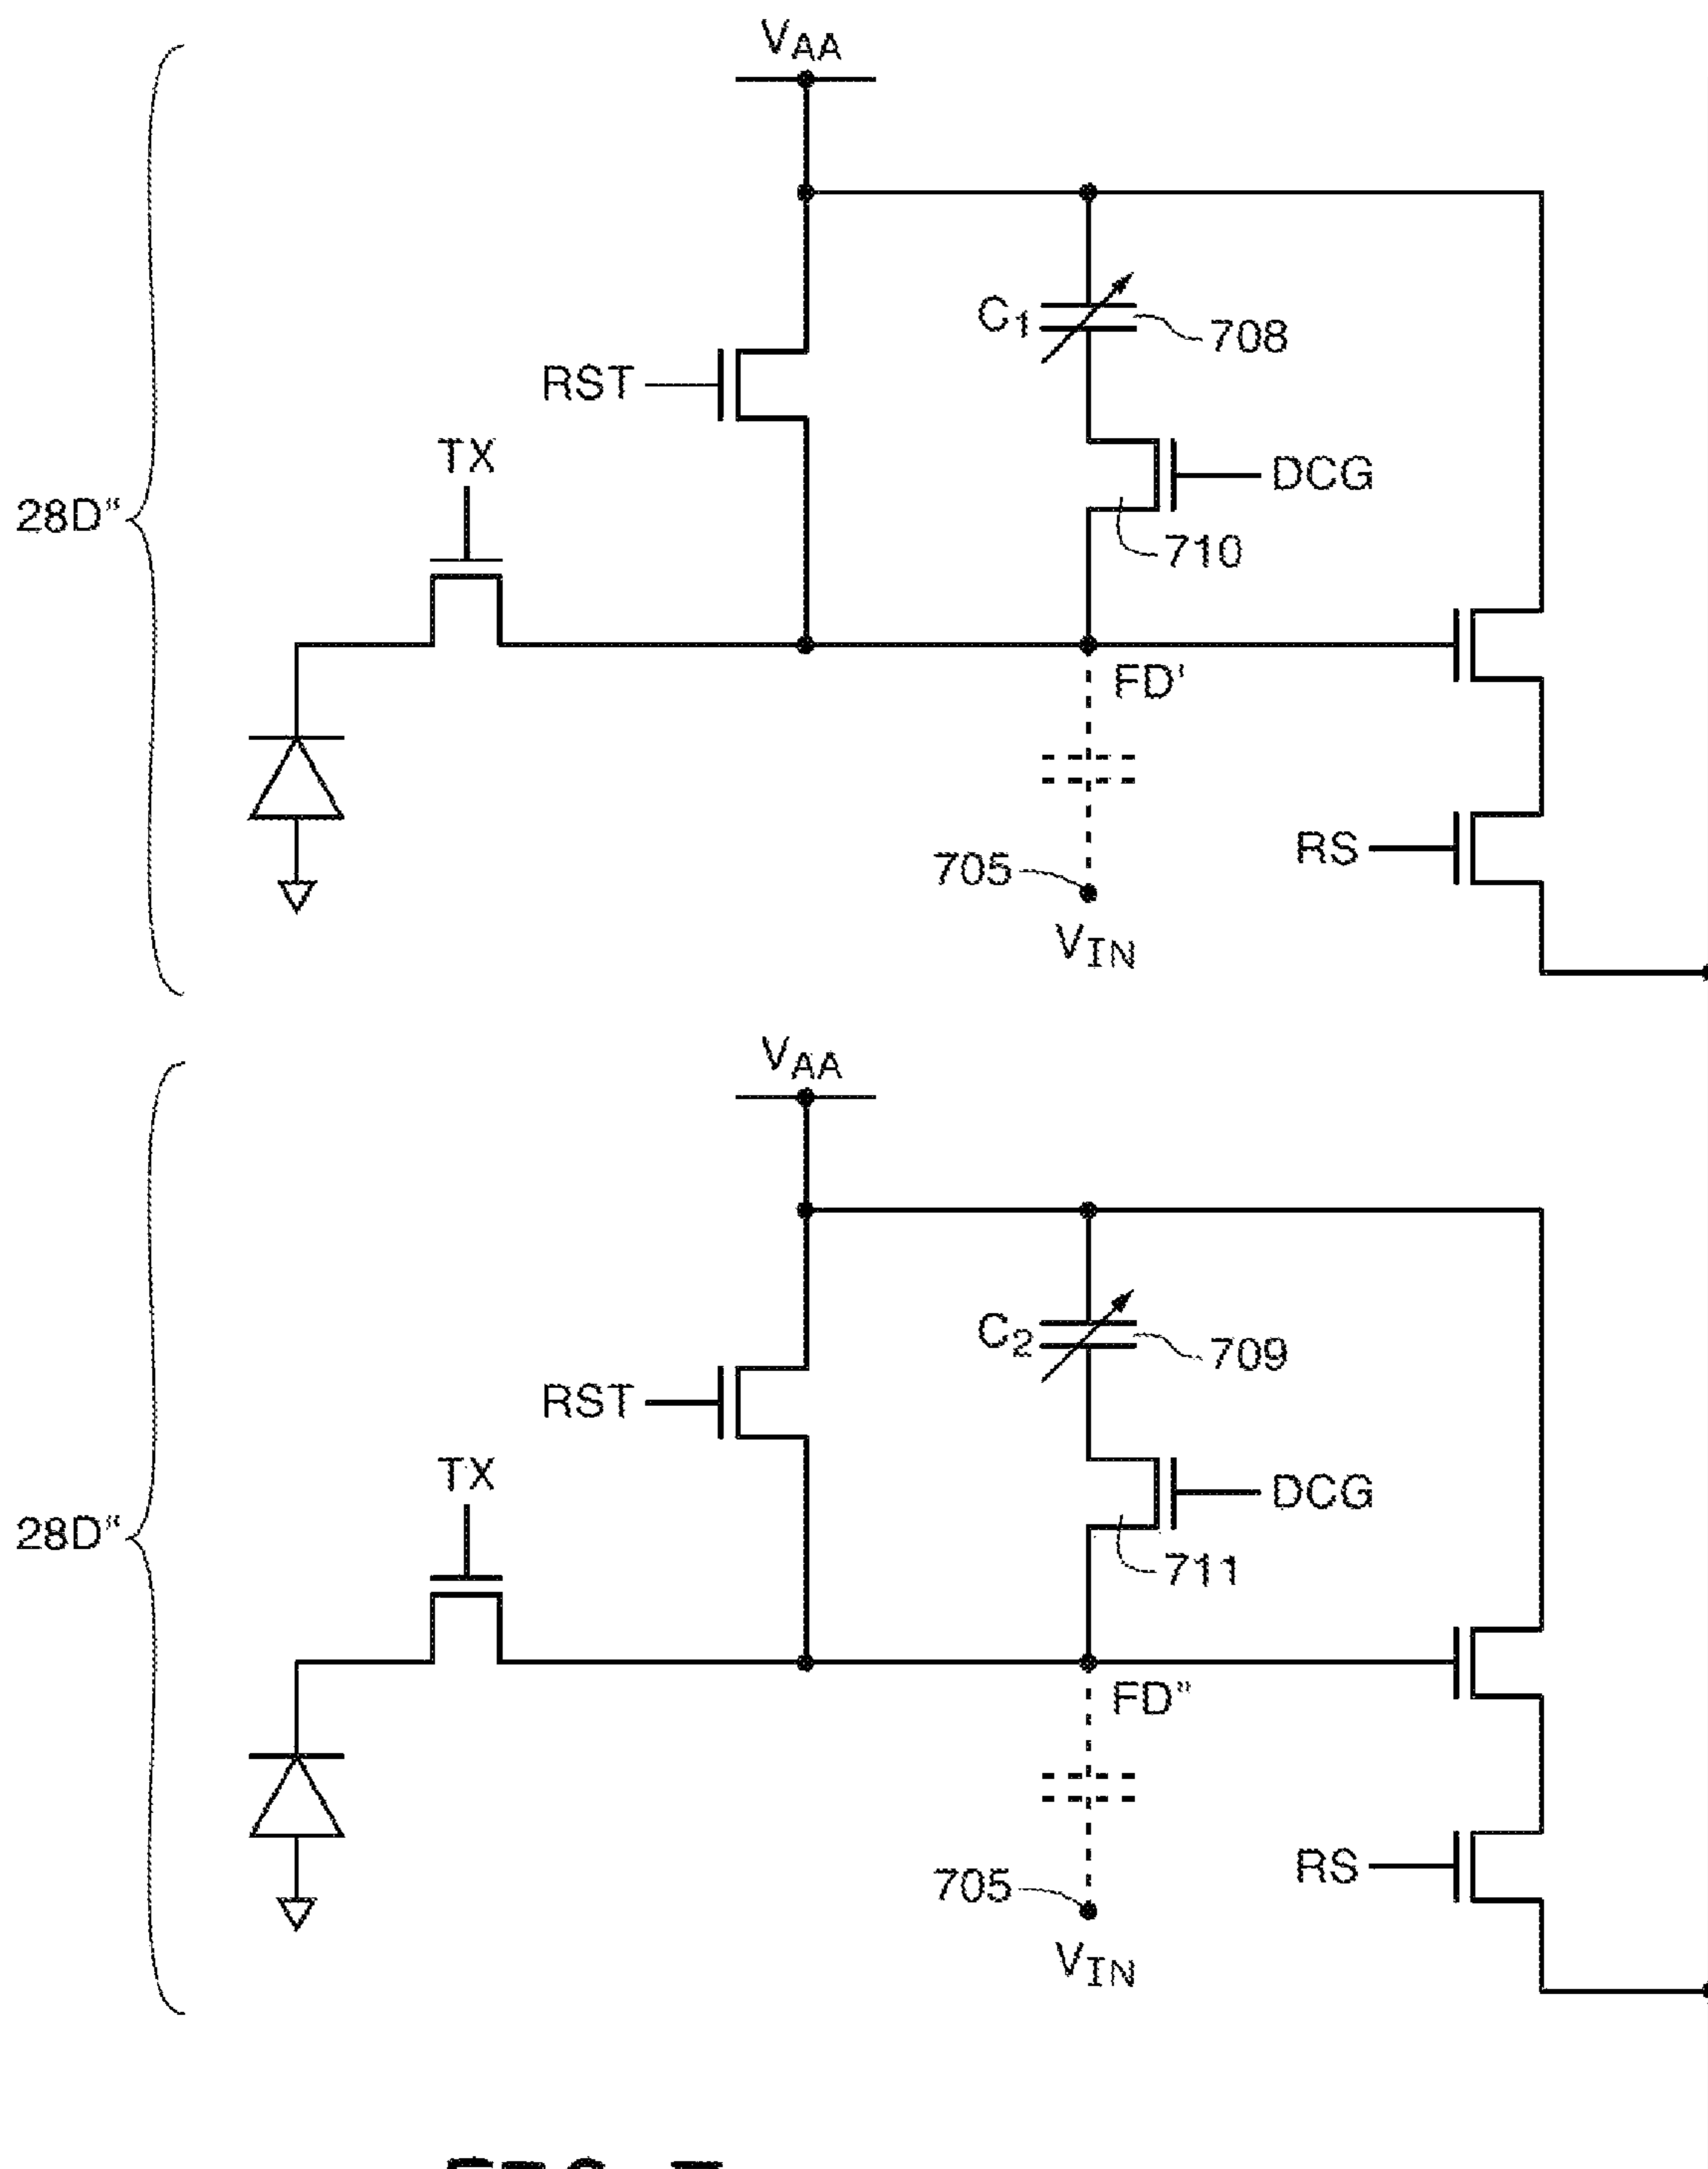 VAA
C1
708
RST
TX
DCG
28D"
710
FD'
RS
705
VIN
VAA
C2
709
RST
TX
DCG
28D"
711
FD"
RS
705
VIN